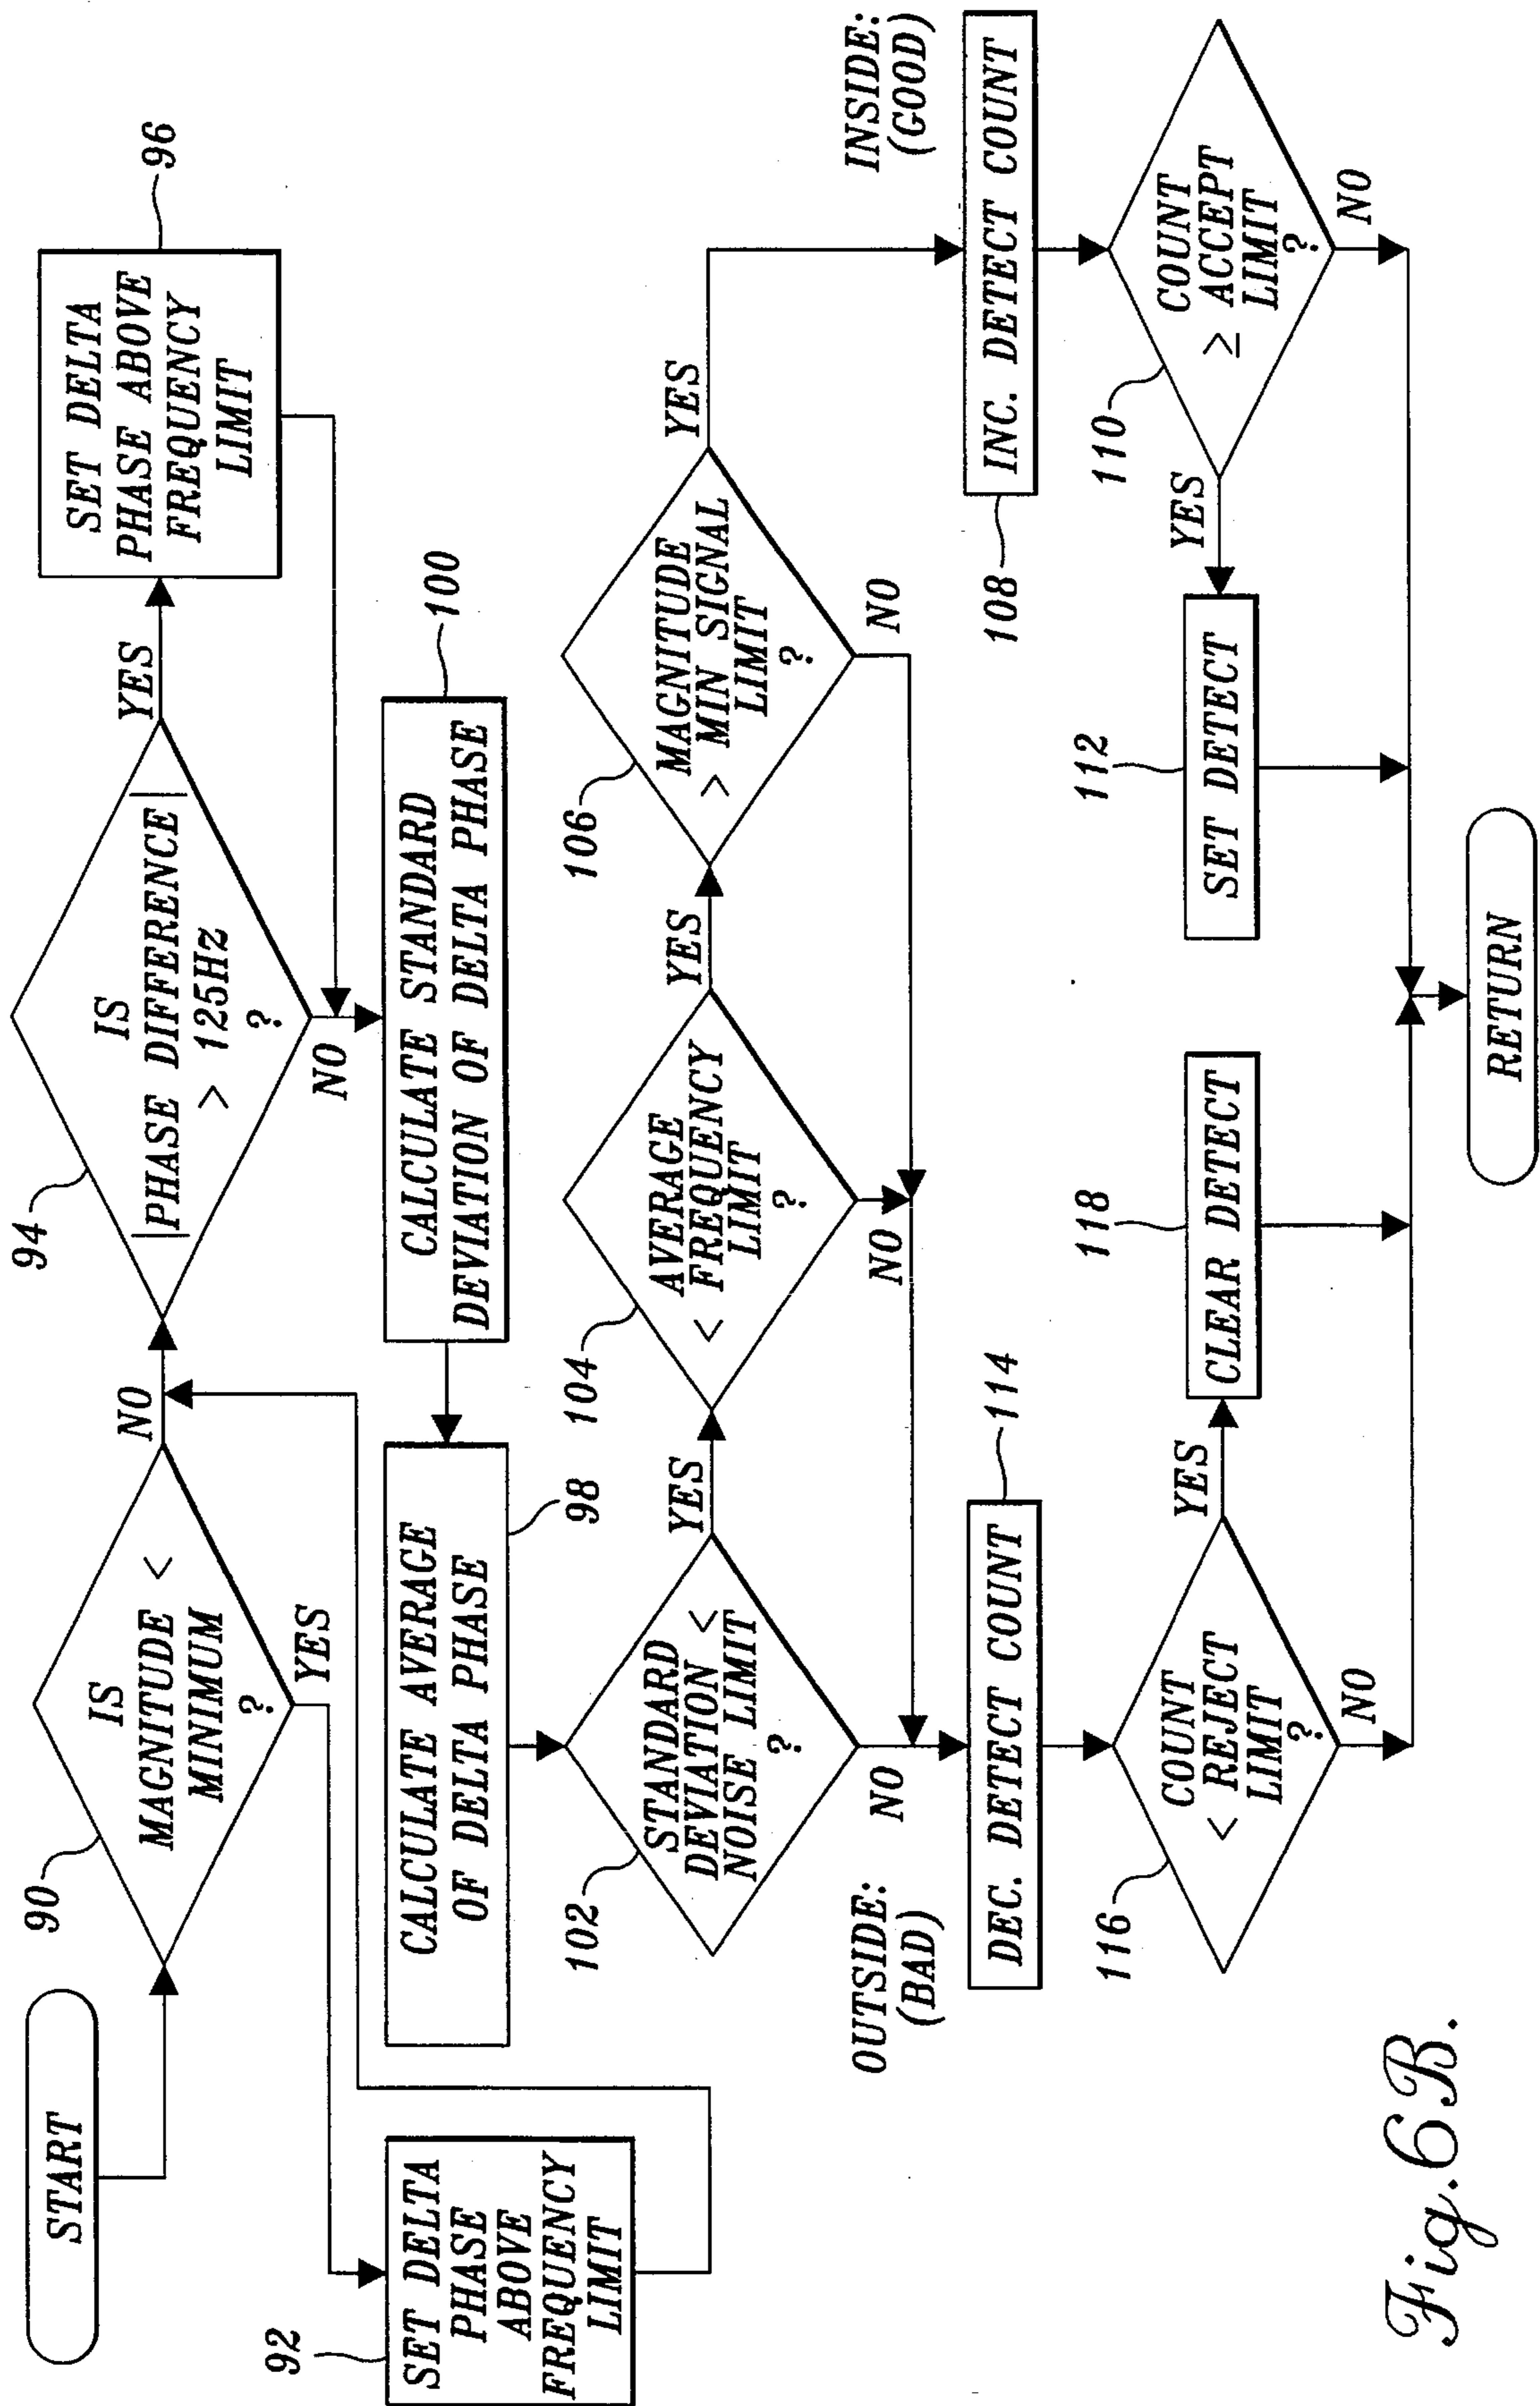 START
90
IS
MAGNITUDE <
MINIMUM
?
NO
YES
92
SET DELTA
PHASE
ABOVE
FREQUENCY
LIMIT
94
IS
|PHASE DIFFERENCE|
> 125Hz
?
YES
NO
96
SET DELTA
PHASE ABOVE
FREQUENCY
LIMIT
100
CALCULATE STANDARD
DEVIATION OF DELTA PHASE
98
CALCULATE AVERAGE
OF DELTA PHASE
102
STANDARD
DEVIATION <
NOISE LIMIT
?
YES
NO
104
AVERAGE
< FREQUENCY
LIMIT
?
YES
NO
106
MAGNITUDE
> MIN SIGNAL
LIMIT
?
YES
NO
OUTSIDE:
(BAD)
114
DEC. DETECT COUNT
116
COUNT
< REJECT
LIMIT
?
YES
NO
118
CLEAR DETECT
INSIDE:
(GOOD)
108
INC. DETECT COUNT
110
COUNT
≥ ACCEPT
LIMIT
?
YES
NO
112
SET DETECT
RETURN
Fig. 6B.